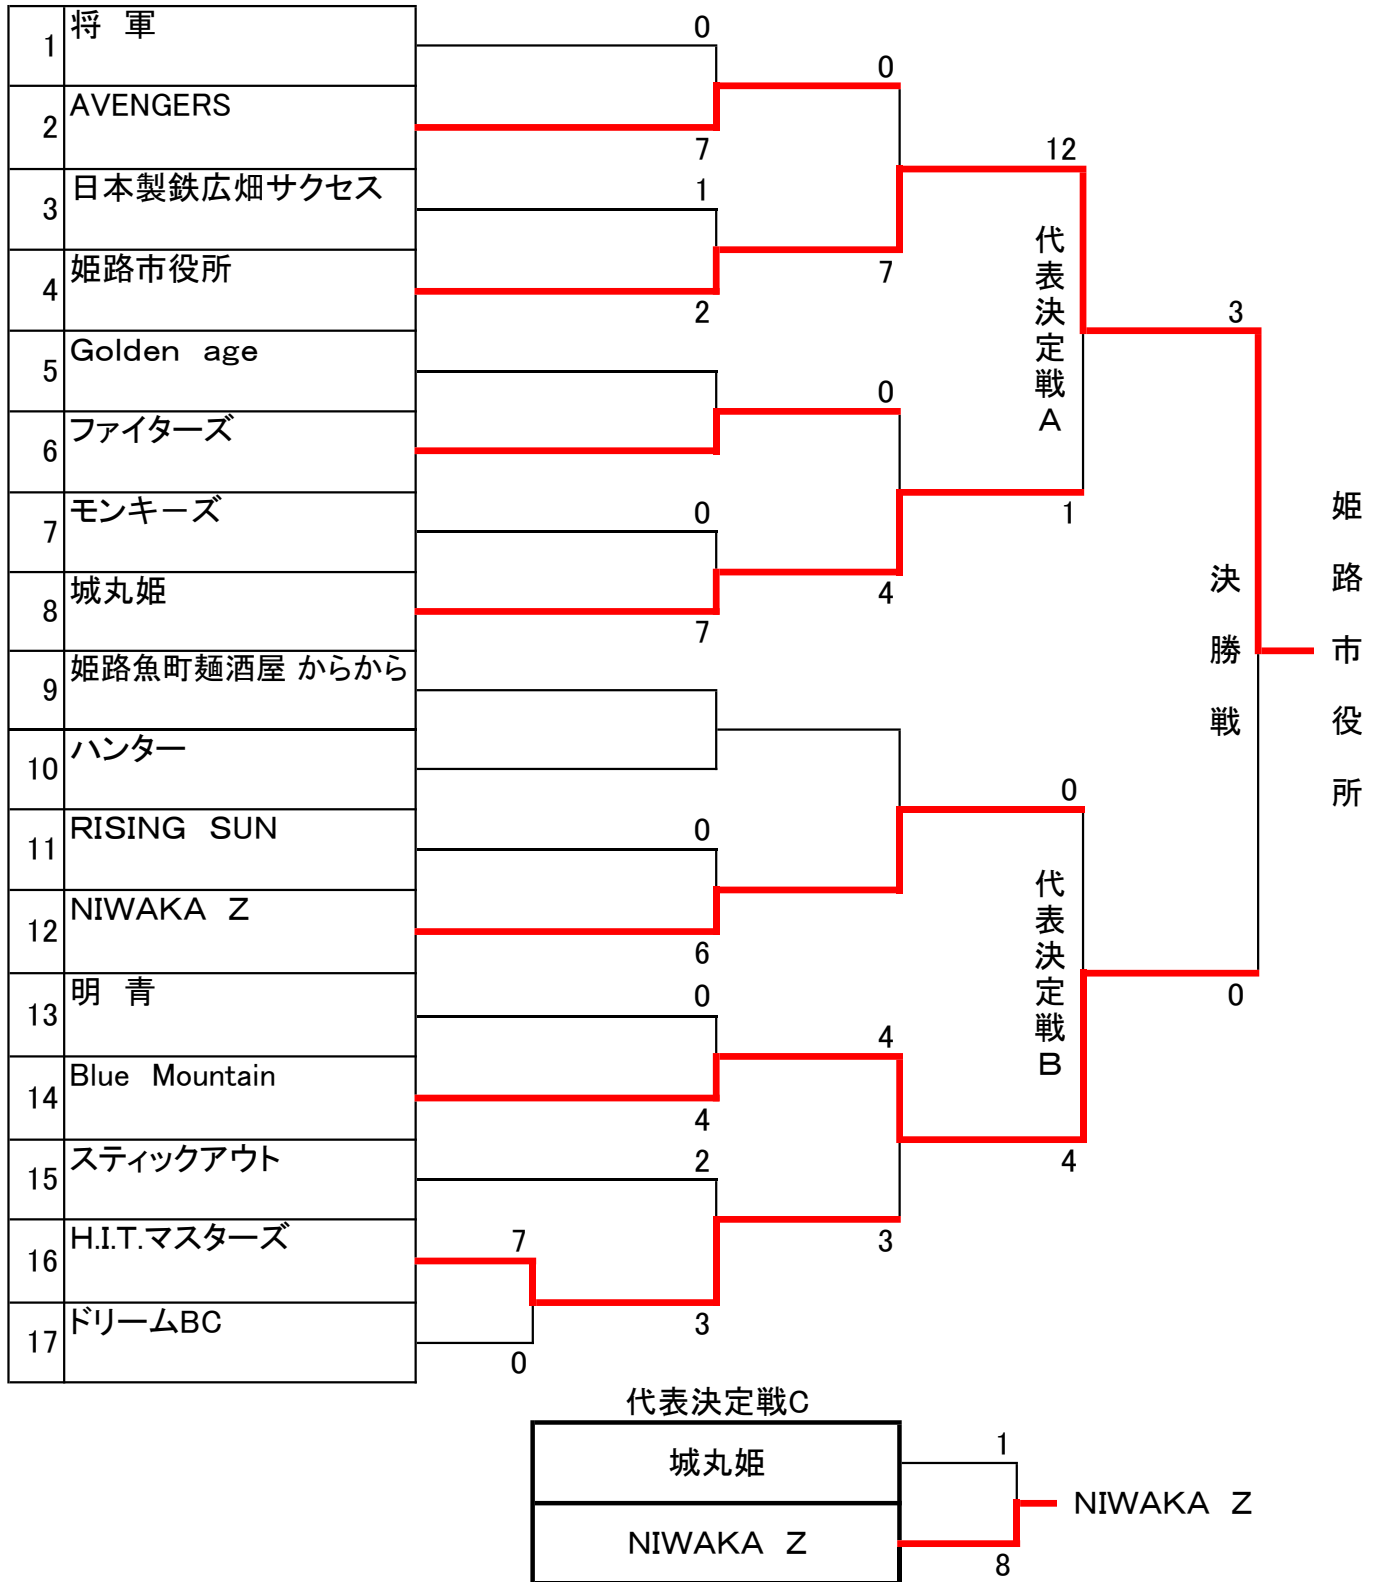 1 将 軍
2 AVENGERS
3 日本製鉄広畑サクセス
4 姫路市役所
5 Golden age
6 ファイターズ
7 モンキーズ
8 城丸姫
9 姫路魚町麺酒屋 からから
10 ハンター
11 RISING SUN
12 NIWAKA Z
13 明 青
14 Blue Mountain
15 スティックアウト
16 H.I.T.マスターズ
17 ドリームBC
7
0
0
7
1
2
0
7
0
6
0
4
2
3
0
7
0
4
4
3
12
1
代表決定戦A
0
4
代表決定戦B
3
0
決勝戦
姫路市役所
代表決定戦C
城丸姫
NIWAKA Z
1
8
NIWAKA Z